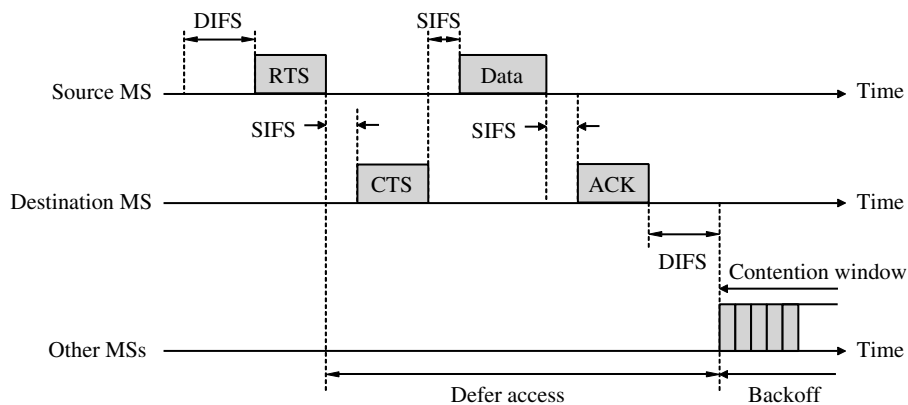 DIFS
SIFS
RTS
Data
Source MS
Time
SIFS
SIFS
CTS
ACK
Destination MS
Time
DIFS
Contention window
Other MSs
Time
Defer access
Backoff